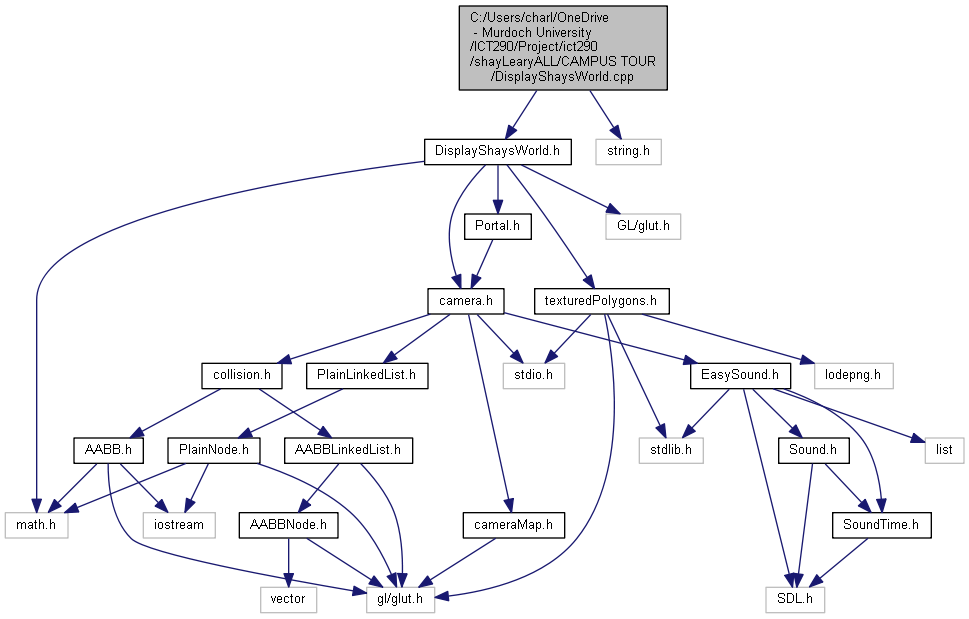 C:/Users/charl/OneDrive
- Murdoch University
/ICT290/Project/ict290
/shayLearyALL/CAMPUS TOUR
/DisplayShaysWorld.cpp
DisplayShaysWorld.h
string.h
Portal.h
GL/glut.h
camera.h
texturedPolygons.h
collision.h
PlainLinkedList.h
stdio.h
EasySound.h
lodepng.h
AABB.h
PlainNode.h
AABBLinkedList.h
stdlib.h
Sound.h
list
math.h
iostream
AABBNode.h
cameraMap.h
SoundTime.h
vector
gl/glut.h
SDL.h